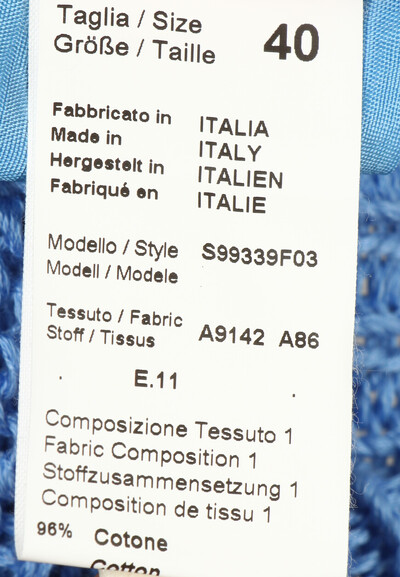 Taglia / Size
Größe / Taille 40
Fabbricato in ITALIA
Made in ITALY
Hergestelt in ITALIEN
Fabriqué en ITALIE
Modello / Style S99339F03
Modell / Modele
Tessuto / Fabric
Stoff / Tissus A9142 A86
E.11
Composizione Tessuto 1
Fabric Composition 1
Stoffzusammensetzung 1
Composition de tissu 1
96% Cotone
Cotton